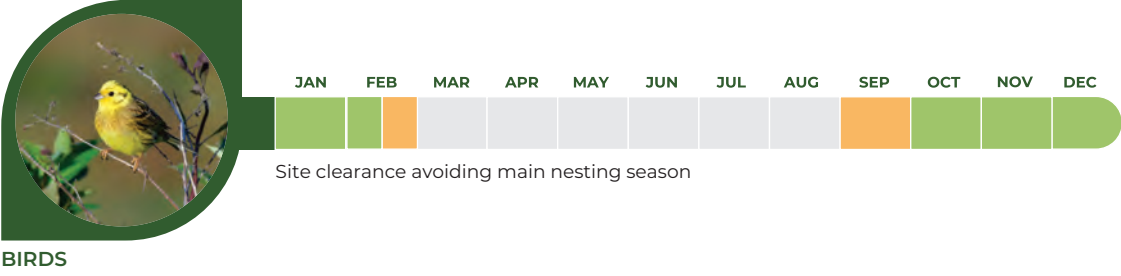 JAN FEB MAR APR MAY JUN JUL AUG SEP OCT NOV DEC
Site clearance avoiding main nesting season
BIRDS